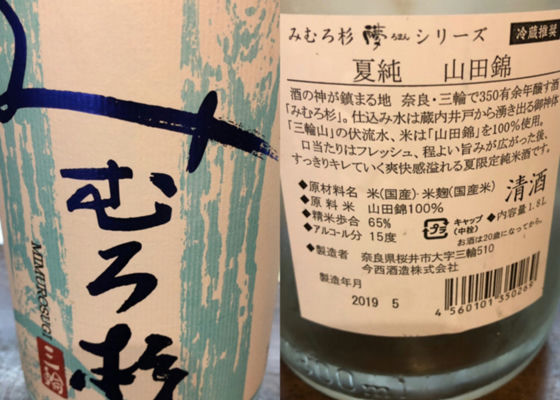 みむろ杉
MIMUROSUGI
みむろ杉 夢 ろまん シリーズ
冷蔵推奨
夏純 山田錦
酒の神が鎮まる地 奈良・三輪で350有余年醸す酒
「みむろ杉」。仕込み水は蔵内井戸から湧き出る御神体
「三輪山」の伏流水、米は「山田錦」を100%使用。
口当たりはフレッシュ、程よい旨みが広がった後、
すっきりキレていく爽快感溢れる夏限定純米酒です。
◆原材料名 米(国産)・米麹(国産米)
◆原料米 山田錦100%
◆精米歩合 65%
◆アルコール分 15度
清酒
◆内容量1.8L
プラ
キャップ
(中栓)
お酒は20歳になってから。
◆製造者 奈良県桜井市大字三輪510
今西酒造株式会社
製造年月
2019 5
4 560101 350269